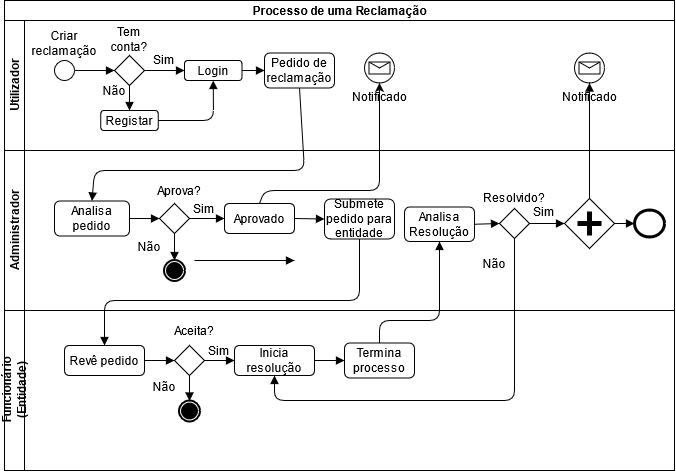 Processo de uma Reclamação
Utilizador
Criar
reclamação
Tem
conta?
Sim
Não
Login
Registar
Pedido de
reclamação
Notificado
Notificado
Administrador
Analisa
pedido
Aprova?
Sim
Não
Aprovado
Submete
pedido para
entidade
Analisa
Resolução
Resolvido?
Sim
Não
Funcionário
(Entidade)
Revê pedido
Aceita?
Sim
Não
Inicia
resolução
Termina
processo